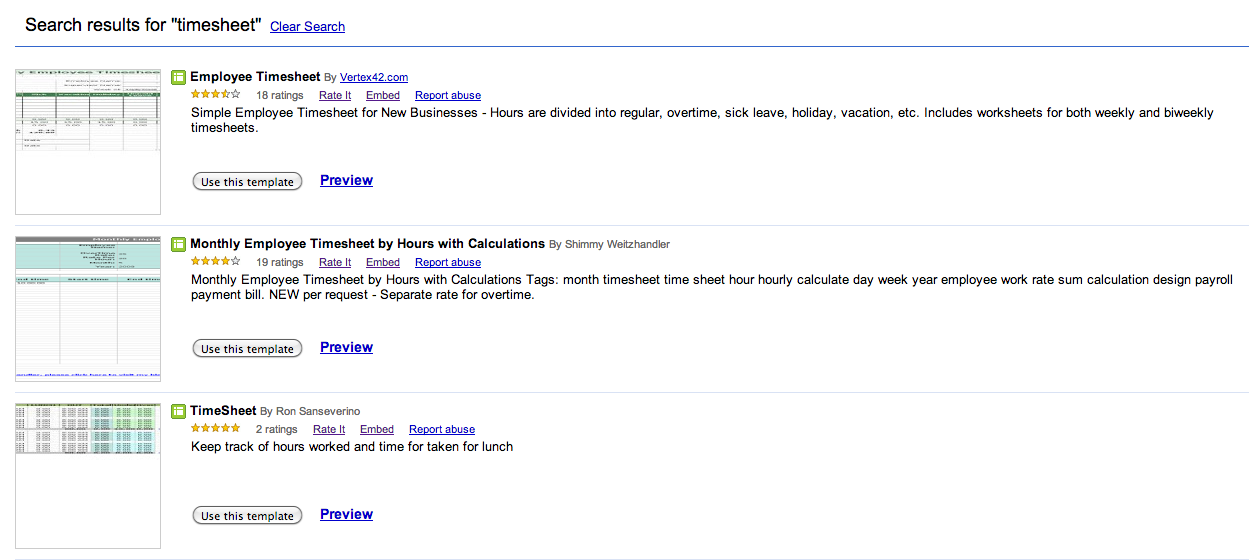 Search results for "timesheet" Clear Search
y Employee Timeshee
Employee Timesheet By Vertex42.com
18 ratings Rate It Embed Report abuse
Simple Employee Timesheet for New Businesses - Hours are divided into regular, overtime, sick leave, holiday, vacation, etc. Includes worksheets for both weekly and biweekly
timesheets.
Use this template Preview
Monthly Emplo
Monthly Employee Timesheet by Hours with Calculations By Shimmy Weitzhandler
19 ratings Rate It Embed Report abuse
Monthly Employee Timesheet by Hours with Calculations Tags: month timesheet time sheet hour hourly calculate day week year employee work rate sum calculation design payroll
payment bill. NEW per request - Separate rate for overtime.
Use this template Preview
TimeSheet By Ron Sanseverino
2 ratings Rate It Embed Report abuse
Keep track of hours worked and time for taken for lunch
Use this template Preview